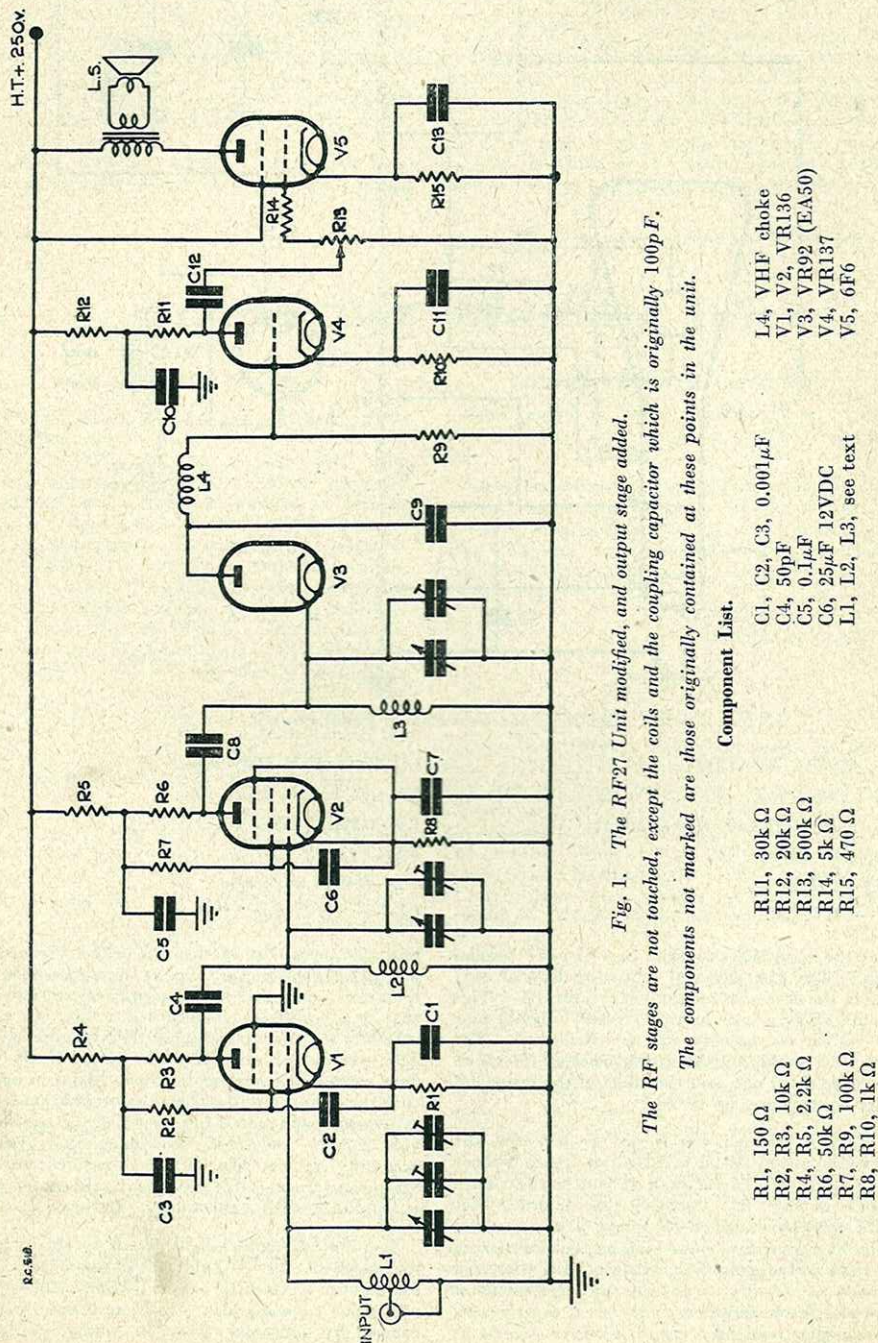 R.C.518.
H.T.+. 250.v.
L.S.
R4
R5
R12
C3
R2
R3
C4
C5
R7
R6
C8
L4
C10
R11
C12
R14
R13
INPUT
L1
C2
R1
V1
C1
L2
C6
R8
V2
C7
L3
V3
C9
R9
V4
R10
C11
V5
R15
C13
Fig. 1. The RF27 Unit modified, and output stage added.
The RF stages are not touched, except the coils and the coupling capacitor which is originally 100pF.
The components not marked are those originally contained at these points in the unit.
Component List.
R1, 150 Ω
R2, R3, 10k Ω
R4, R5, 2.2k Ω
R6, 50k Ω
R7, R9, 100k Ω
R8, R10, 1k Ω
R11, 30k Ω
R12, 20k Ω
R13, 500k Ω
R14, 5k Ω
R15, 470 Ω
C1, C2, C3, 0.001μF
C4, 50pF
C5, 0.1μF
C6, 25μF 12VDC
L1, L2, L3, see text
L4, VHF choke
V1, V2, VR136
V3, VR92 (EA50)
V4, VR137
V5, 6F6